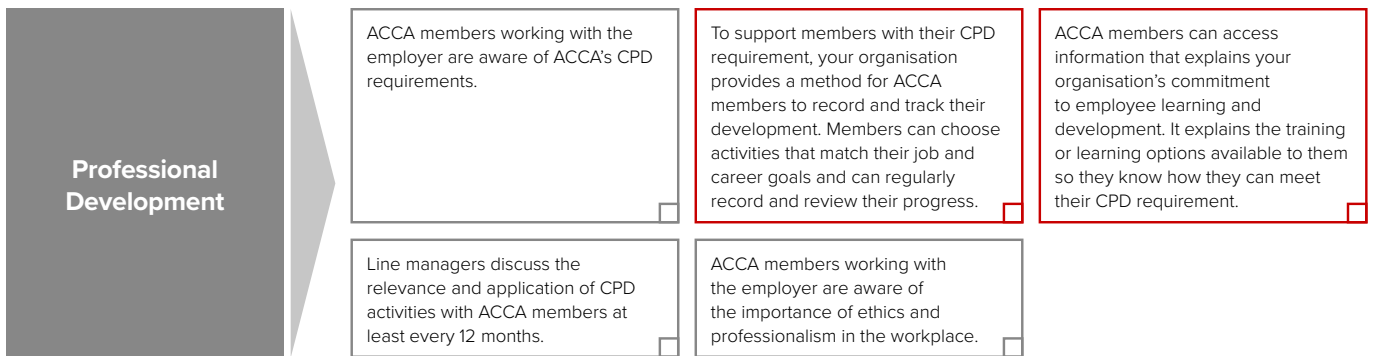 Professional
Development
ACCA members working with the
employer are aware of ACCA's CPD
requirements.
To support members with their CPD
requirement, your organisation
provides a method for ACCA
members to record and track their
development. Members can choose
activities that match their job and
career goals and can regularly
record and review their progress.
ACCA members can access
information that explains your
organisation's commitment
to employee learning and
development. It explains the training
or learning options available to them
so they know how they can meet
their CPD requirement.
Line managers discuss the
relevance and application of CPD
activities with ACCA members at
least every 12 months.
ACCA members working with
the employer are aware of
the importance of ethics and
professionalism in the workplace.